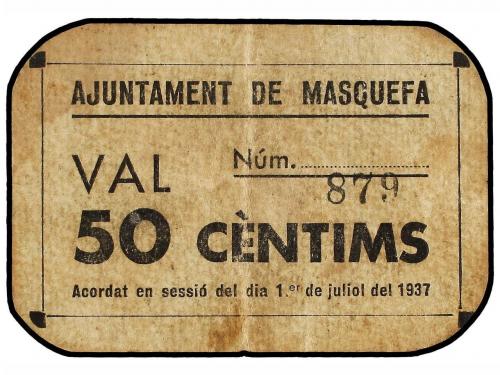 AJUNTAMENT DE MASQUEFA
VAL
Núm. 879
50 CÈNTIMS
Acordat en sessió del dia 1.er de juliol del 1937